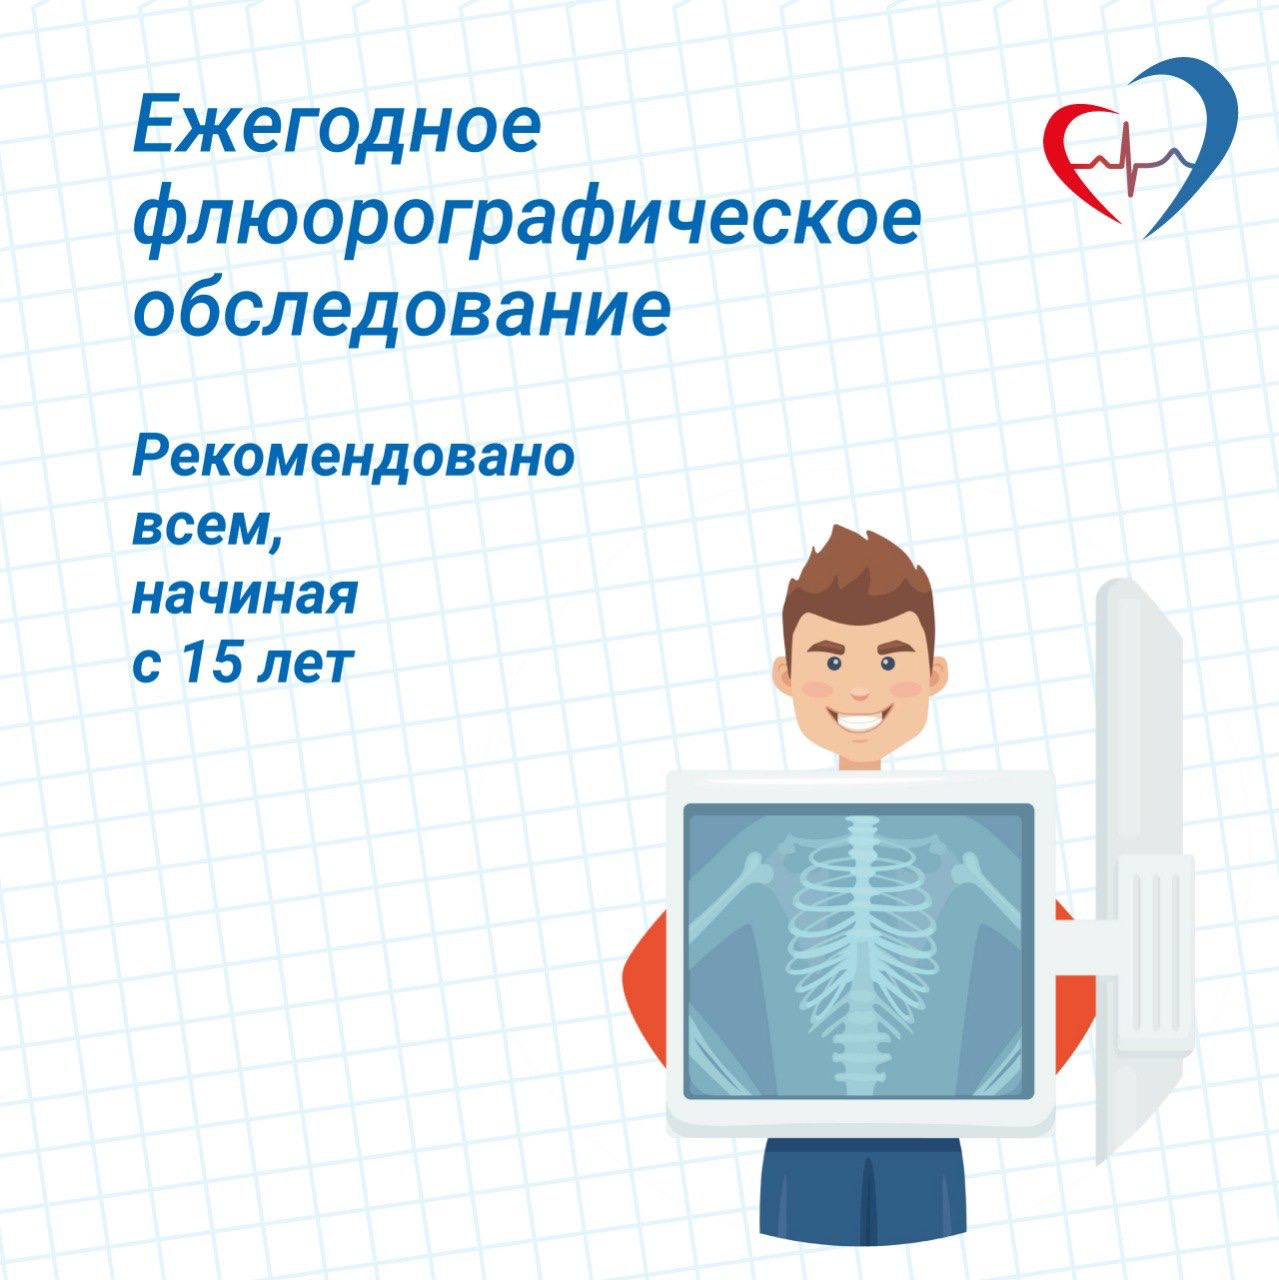 Ежегодное
флюорографическое
обследование
Рекомендовано
всем,
начиная
с 15 лет